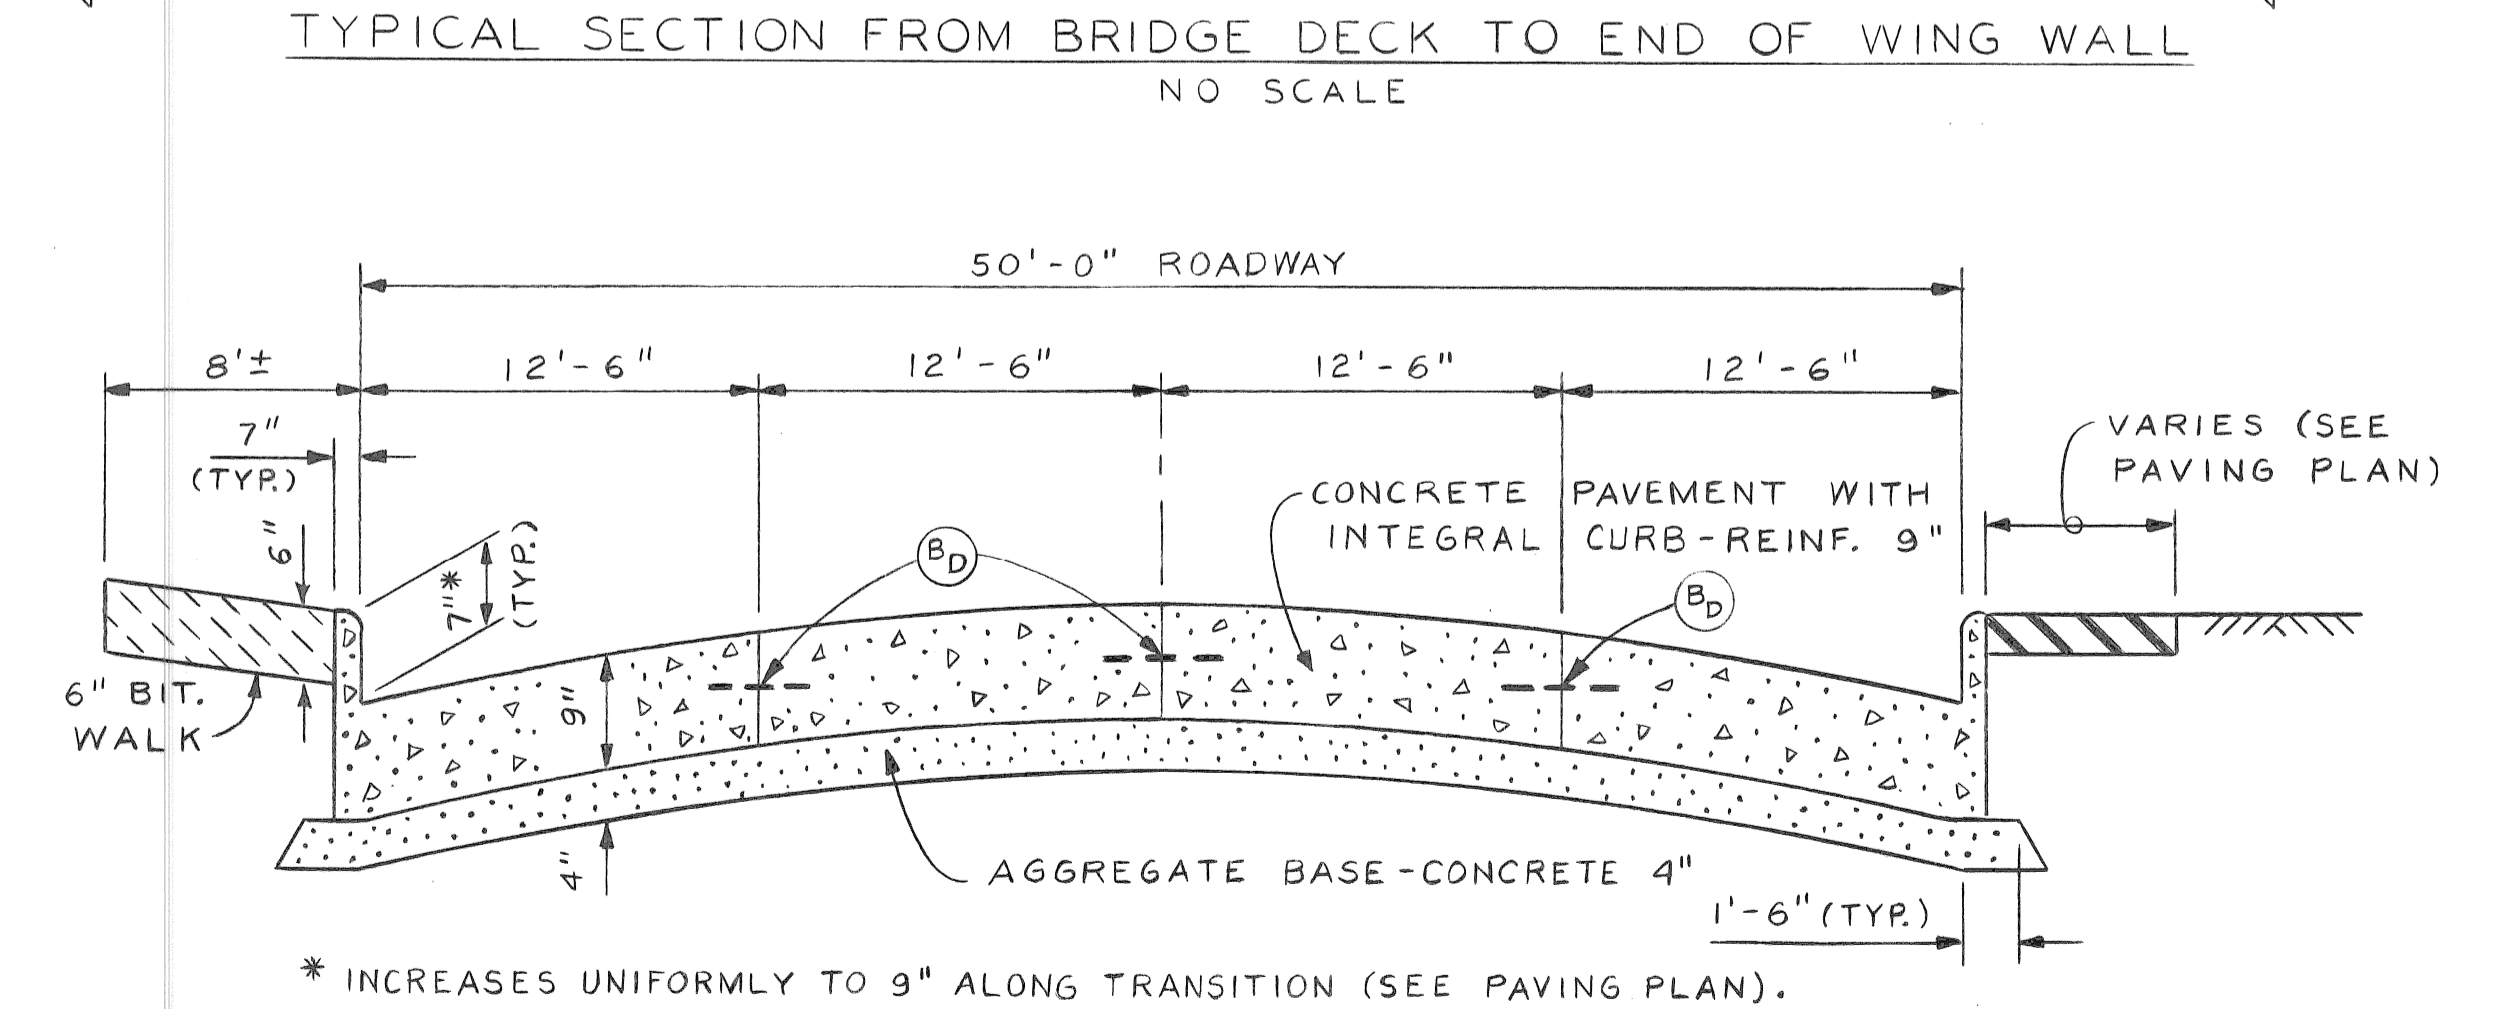 TYPICAL SECTION FROM BRIDGE DECK TO END OF WING WALL
NO SCALE
50'-0" ROADWAY
8'±
12'-6"
12'-6"
12'-6"
12'-6"
7"
(TYP.)
VARIES (SEE
PAVING PLAN)
6"
7"*
(TYP.)
CONCRETE PAVEMENT WITH
INTEGRAL CURB-REINF. 9"
BD
BD
6" BIT.
WALK
9"
4"
AGGREGATE BASE-CONCRETE 4"
1'-6" (TYP.)
* INCREASES UNIFORMLY TO 9" ALONG TRANSITION (SEE PAVING PLAN).